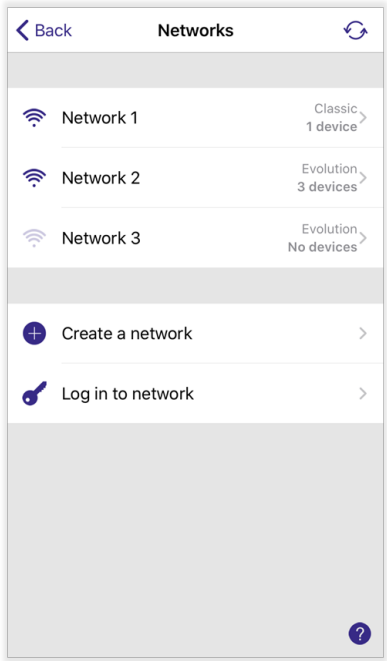 Back
Networks
Network 1
Classic
1 device
Network 2
Evolution
3 devices
Network 3
Evolution
No devices
Create a network
Log in to network
?